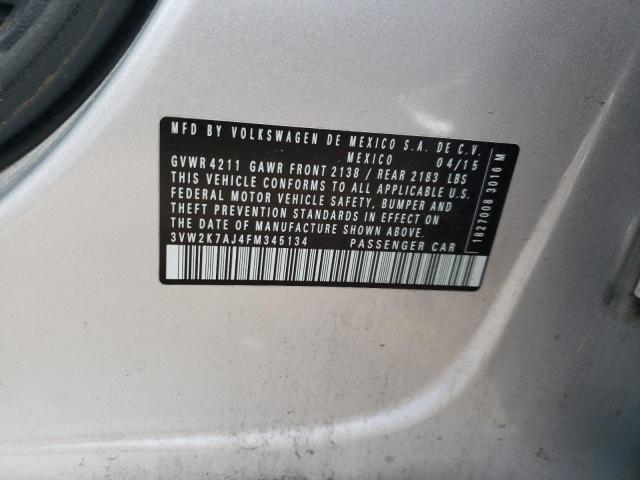 MFD BY VOLKSWAGEN DE MEXICO S.A. DE C.V.
MEXICO 04/15
GVWR 4211 GAWR FRONT 2138 / REAR 2183 LBS
THIS VEHICLE CONFORMS TO ALL APPLICABLE U.S.
FEDERAL MOTOR VEHICLE SAFETY, BUMPER AND
THEFT PREVENTION STANDARDS IN EFFECT ON
THE DATE OF MANUFACTURE SHOWN ABOVE
3VW2K7AJ4FM345134 PASSENGER CAR
1827008 3016 M